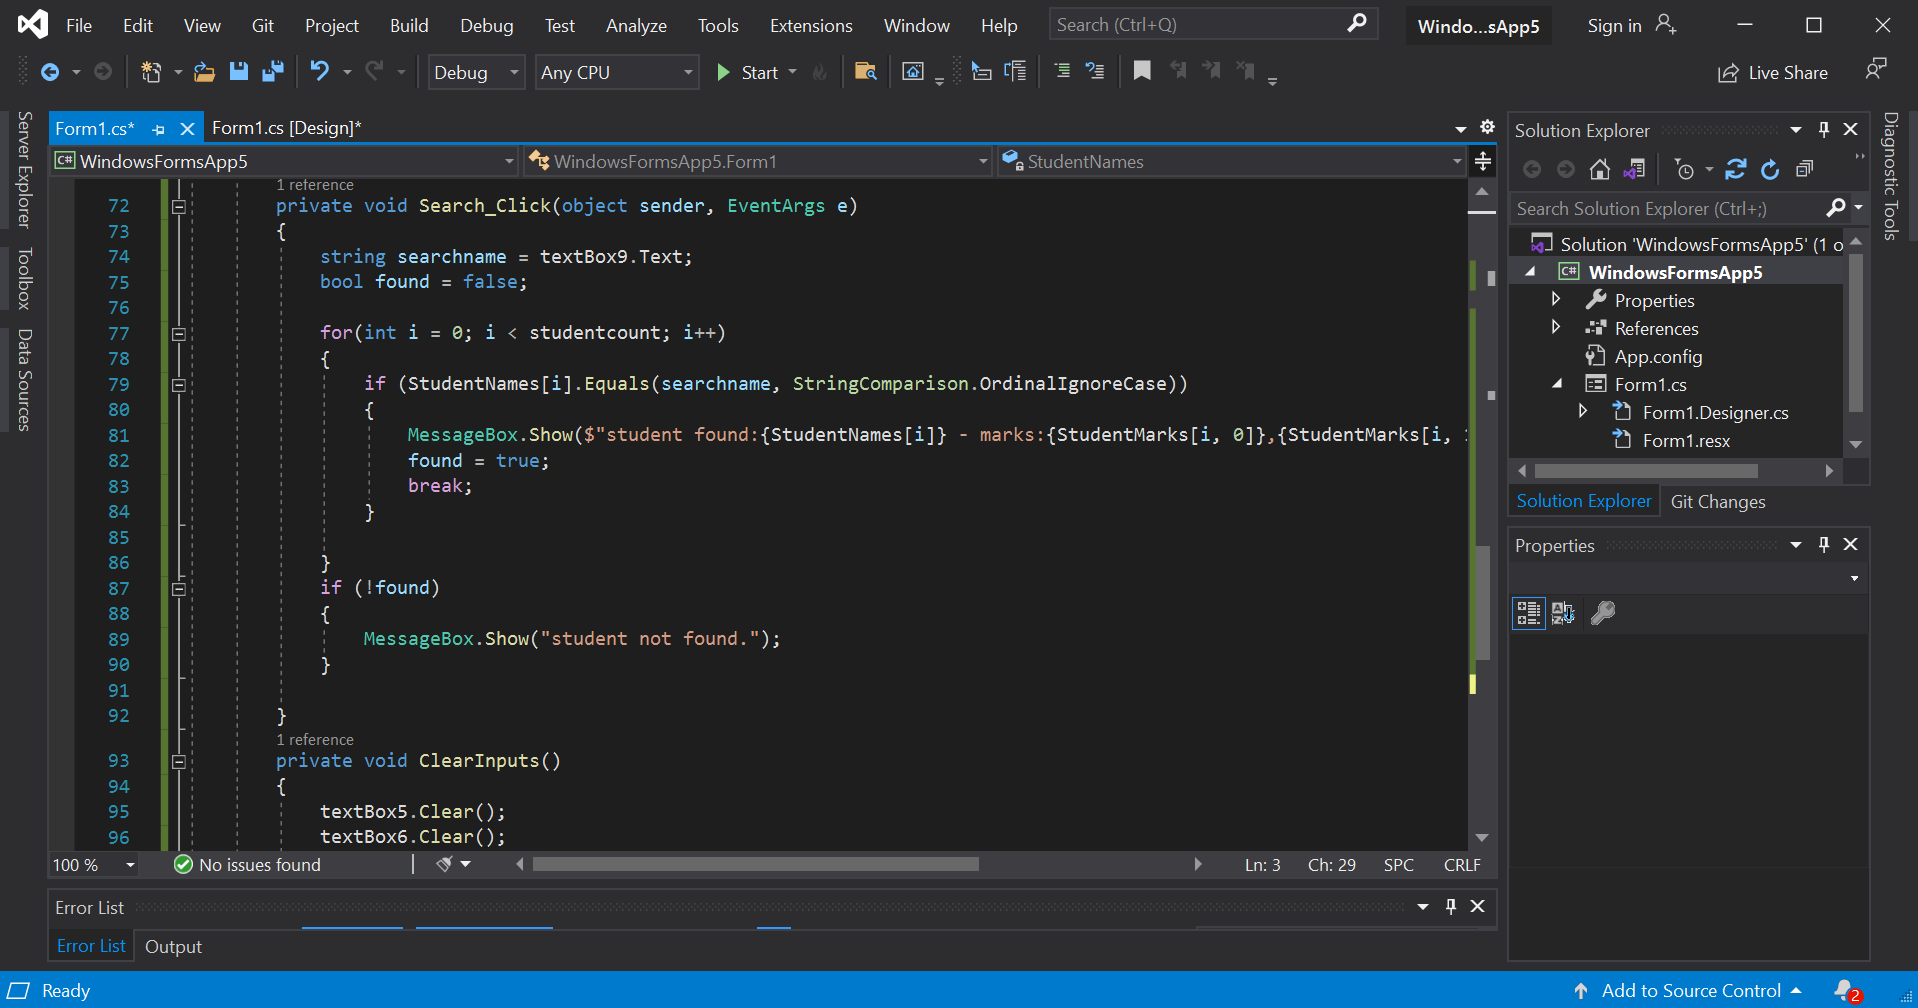 File Edit View Git Project Build Debug Test Analyze Tools Extensions Window Help Search (Ctrl+Q) Windo...sApp5 Sign in
Debug Any CPU Start Live Share
Server Explorer
Toolbox
Data Sources
Form1.cs* Form1.cs [Design]*
C# WindowsFormsApp5 WindowsFormsApp5.Form1 StudentNames
1 reference
72 private void Search_Click(object sender, EventArgs e)
73 {
74 string searchname = textBox9.Text;
75 bool found = false;
76
77 for(int i = 0; i < studentcount; i++)
78 {
79 if (StudentNames[i].Equals(searchname, StringComparison.OrdinalIgnoreCase))
80 {
81 MessageBox.Show($"student found:{StudentNames[i]} - marks:{StudentMarks[i, 0]},{StudentMarks[i,
82 found = true;
83 break;
84 }
85
86 }
87 if (!found)
88 {
89 MessageBox.Show("student not found.");
90 }
91
92 }
1 reference
93 private void ClearInputs()
94 {
95 textBox5.Clear();
96 textBox6.Clear();
100 % No issues found Ln: 3 Ch: 29 SPC CRLF
Error List
Error List Output
Solution Explorer
Search Solution Explorer (Ctrl+;)
Solution 'WindowsFormsApp5' (1 o
C# WindowsFormsApp5
Properties
References
App.config
Form1.cs
Form1.Designer.cs
Form1.resx
Solution Explorer Git Changes
Properties
Diagnostic Tools
Ready Add to Source Control 2